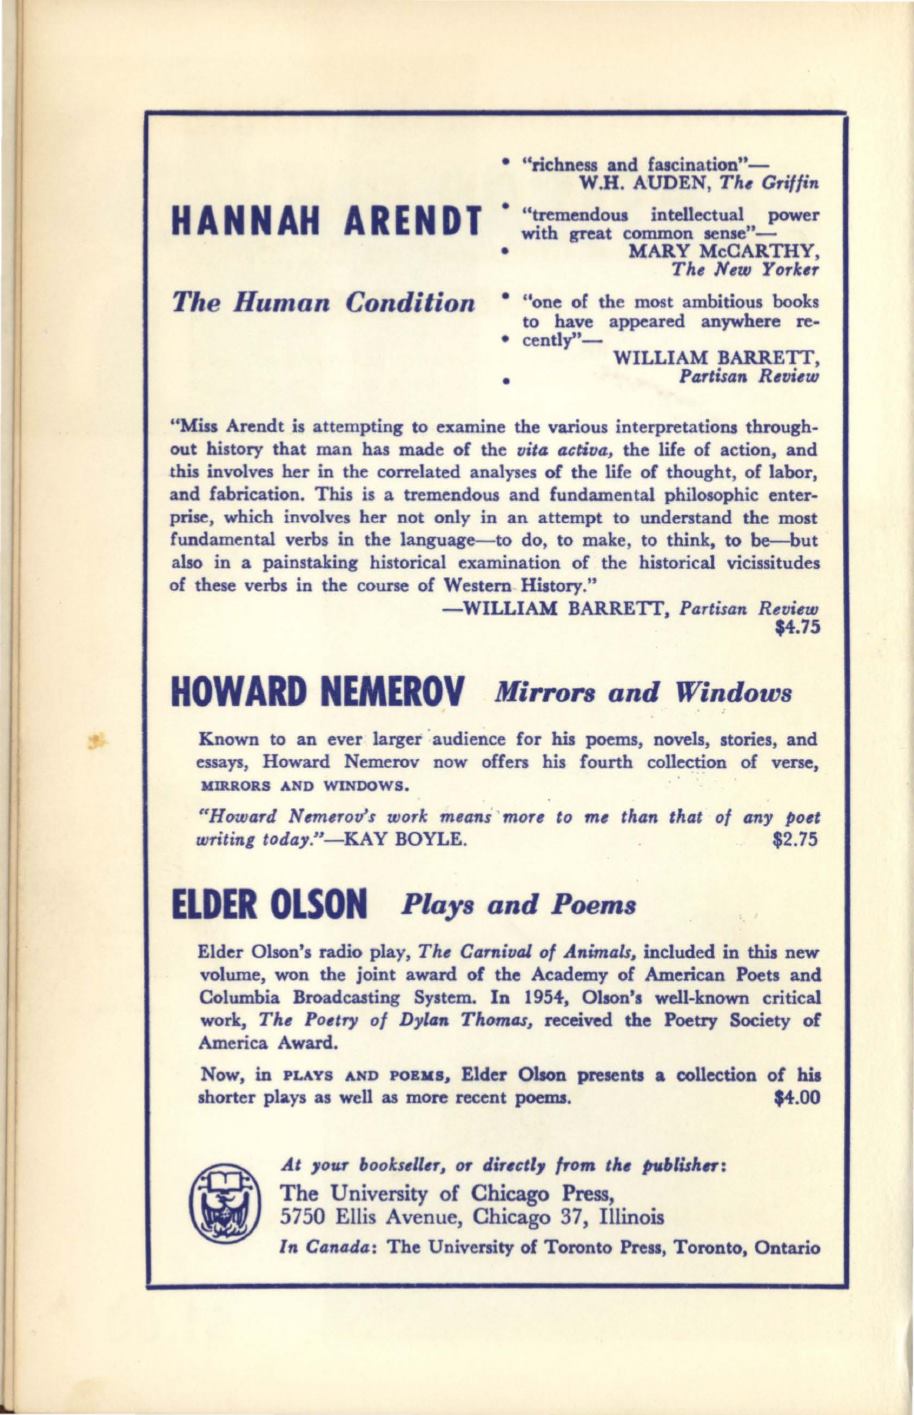 • “richness and fascination”—
W.H. AUDEN, The Griffin
HANNAH ARENDT
• “tremendous intellectual power
with great common sense”—
• MARY McCARTHY,
The New Yorker
The Human Condition
• “one of the most ambitious books
to have appeared anywhere re-
• cently”—
WILLIAM BARRETT,
• Partisan Review
“Miss Arendt is attempting to examine the various interpretations through-
out history that man has made of the vita activa, the life of action, and
this involves her in the correlated analyses of the life of thought, of labor,
and fabrication. This is a tremendous and fundamental philosophic enter-
prise, which involves her not only in an attempt to understand the most
fundamental verbs in the language—to do, to make, to think, to be—but
also in a painstaking historical examination of the historical vicissitudes
of these verbs in the course of Western History.”
—WILLIAM BARRETT, Partisan Review
$4.75
HOWARD NEMEROV Mirrors and Windows
Known to an ever larger audience for his poems, novels, stories, and
essays, Howard Nemerov now offers his fourth collection of verse,
MIRRORS AND WINDOWS.
“Howard Nemerov's work means more to me than that of any poet
writing today.”—KAY BOYLE. $2.75
ELDER OLSON Plays and Poems
Elder Olson's radio play, The Carnival of Animals, included in this new
volume, won the joint award of the Academy of American Poets and
Columbia Broadcasting System. In 1954, Olson's well-known critical
work, The Poetry of Dylan Thomas, received the Poetry Society of
America Award.
Now, in PLAYS AND POEMS, Elder Olson presents a collection of his
shorter plays as well as more recent poems. $4.00
At your bookseller, or directly from the publisher:
The University of Chicago Press,
5750 Ellis Avenue, Chicago 37, Illinois
In Canada: The University of Toronto Press, Toronto, Ontario